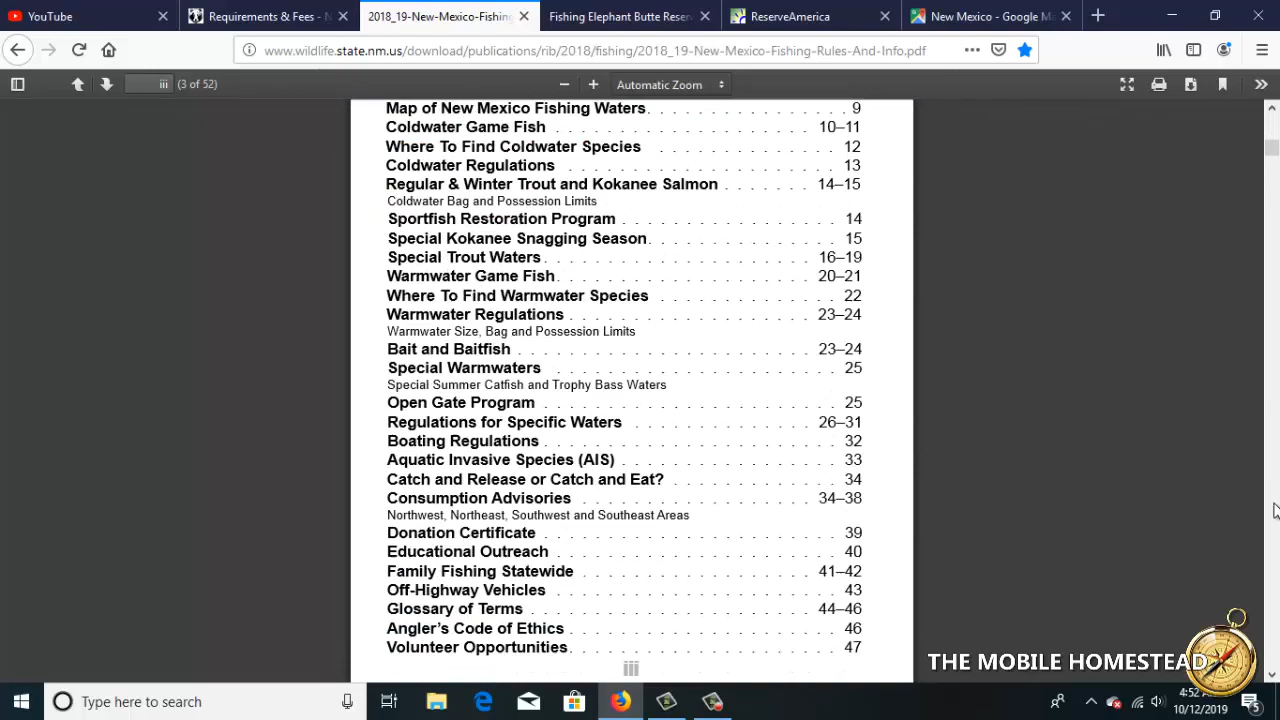 YouTube
Requirements & Fees - N
2018_19-New-Mexico-Fishing-
Fishing Elephant Butte Reser
ReserveAmerica
New Mexico - Google Ma
www.wildlife.state.nm.us/download/publications/rib/2018/fishing/2018_19-New-Mexico-Fishing-Rules-And-Info.pdf
iii (3 of 52)
Automatic Zoom
Map of New Mexico Fishing Waters 9
Coldwater Game Fish 10–11
Where To Find Coldwater Species 12
Coldwater Regulations 13
Regular & Winter Trout and Kokanee Salmon 14–15
Coldwater Bag and Possession Limits
Sportfish Restoration Program 14
Special Kokanee Snagging Season 15
Special Trout Waters 16–19
Warmwater Game Fish 20–21
Where To Find Warmwater Species 22
Warmwater Regulations 23–24
Warmwater Size, Bag and Possession Limits
Bait and Baitfish 23–24
Special Warmwaters 25
Special Summer Catfish and Trophy Bass Waters
Open Gate Program 25
Regulations for Specific Waters 26–31
Boating Regulations 32
Aquatic Invasive Species (AIS) 33
Catch and Release or Catch and Eat? 34
Consumption Advisories 34–38
Northwest, Northeast, Southwest and Southeast Areas
Donation Certificate 39
Educational Outreach 40
Family Fishing Statewide 41–42
Off-Highway Vehicles 43
Glossary of Terms 44–46
Angler's Code of Ethics 46
Volunteer Opportunities 47
iii
THE MOBILE HOMESTEAD
Type here to search
4:52
10/12/2019
5